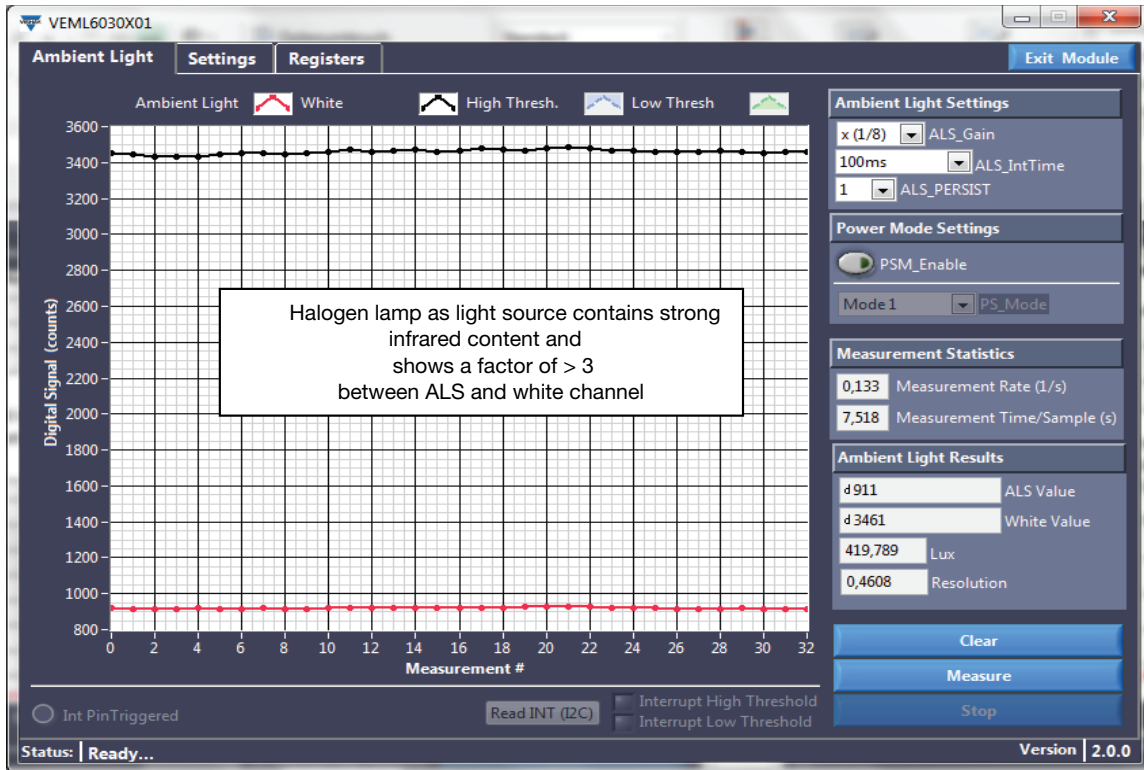 VEML6030X01
Ambient Light Settings Registers Exit Module
Ambient Light White High Thresh. Low Thresh
3600
3400
3200
3000
2800
2600
2400
2200
2000
1800
1600
1400
1200
1000
800
Digital Signal (counts)
0 2 4 6 8 10 12 14 16 18 20 22 24 26 28 30 32
Measurement #
Halogen lamp as light source contains strong
infrared content and
shows a factor of > 3
between ALS and white channel
Ambient Light Settings
x (1/8) ALS_Gain
100ms ALS_IntTime
1 ALS_PERSIST
Power Mode Settings
PSM_Enable
Mode 1 PS_Mode
Measurement Statistics
0,133 Measurement Rate (1/s)
7,518 Measurement Time/Sample (s)
Ambient Light Results
d 911 ALS Value
d 3461 White Value
419,789 Lux
0,4608 Resolution
Clear
Measure
Stop
Int PinTriggered
Read INT (I2C)
Interrupt High Threshold
Interrupt Low Threshold
Status: Ready...
Version 2.0.0